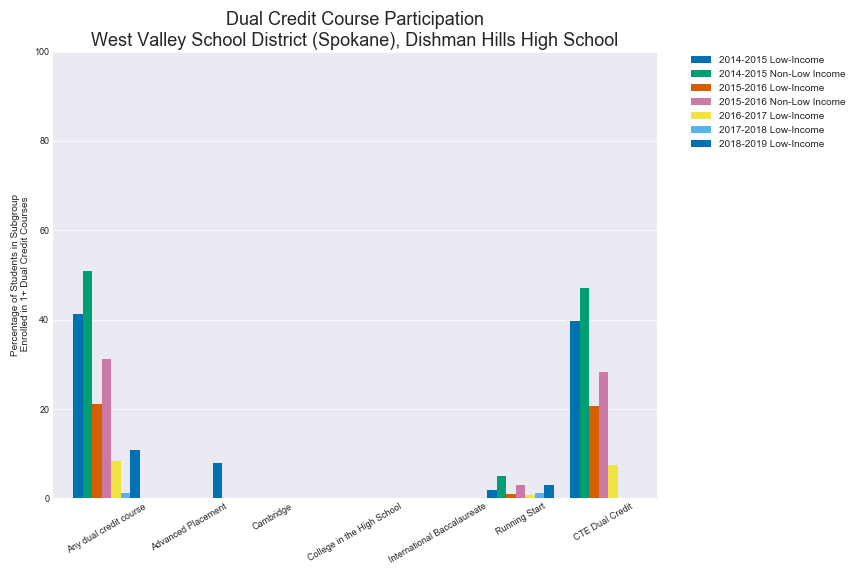 Dual Credit Course Participation
West Valley School District (Spokane), Dishman Hills High School
Percentage of Students in Subgroup
Enrolled in 1+ Dual Credit Courses
100
80
60
40
20
0
Any dual credit course
Advanced Placement
Cambridge
College in the High School
International Baccalaureate
Running Start
CTE Dual Credit
2014-2015 Low-Income
2014-2015 Non-Low Income
2015-2016 Low-Income
2015-2016 Non-Low Income
2016-2017 Low-Income
2017-2018 Low-Income
2018-2019 Low-Income